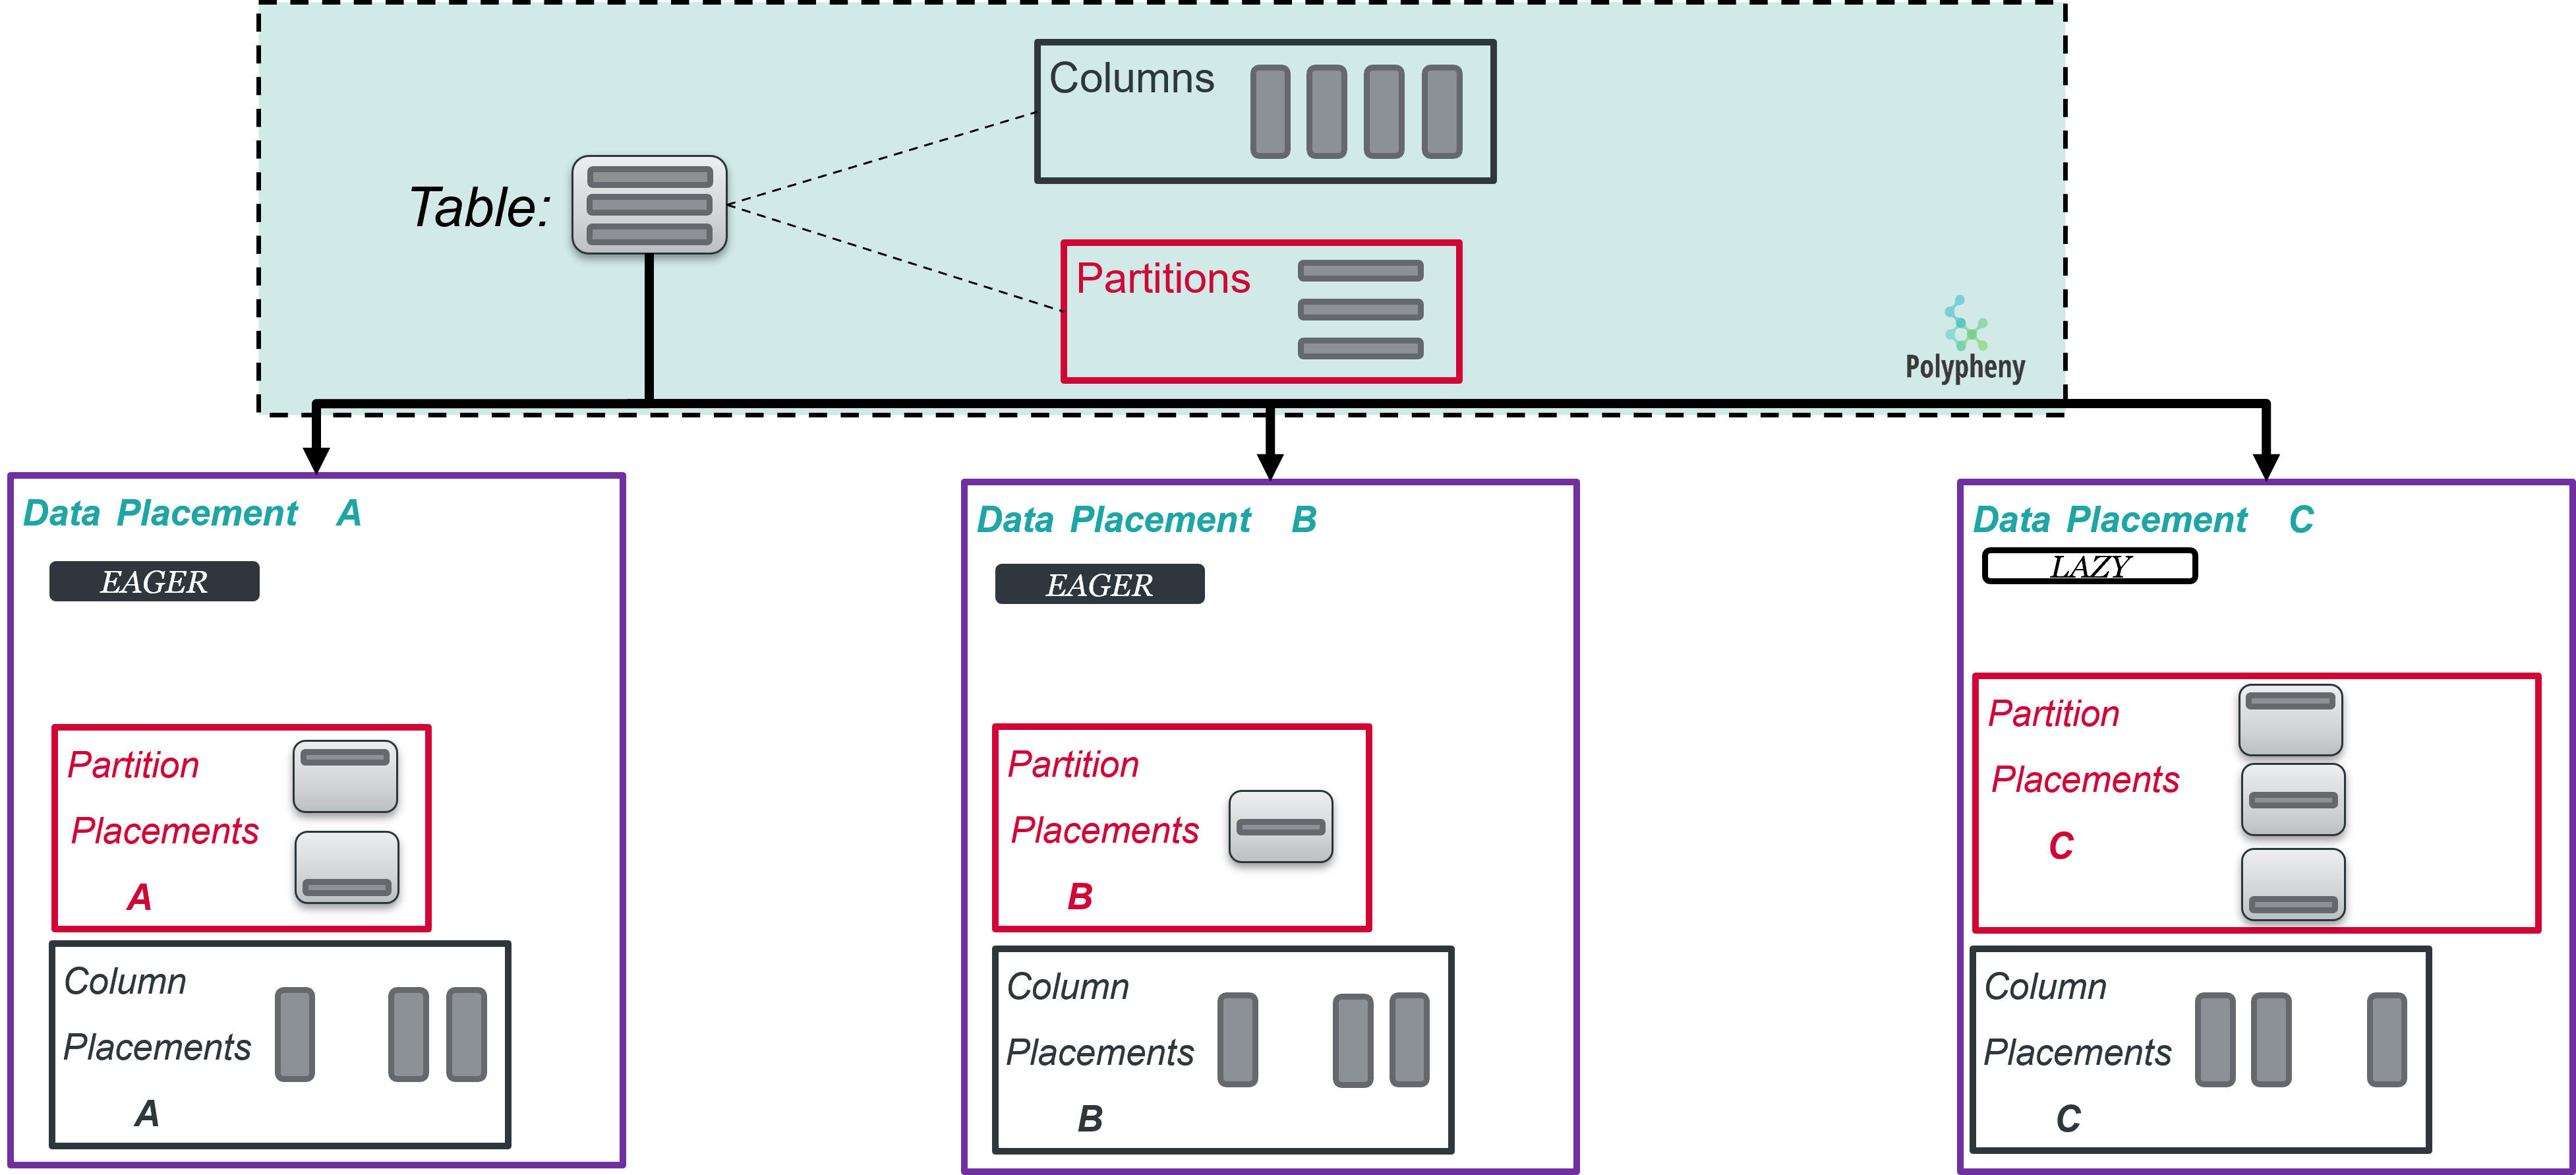 Columns
Table:
Partitions
Polypheny
Data Placement A
EAGER
Partition
Placements
A
Column
Placements
A
Data Placement B
EAGER
Partition
Placements
B
Column
Placements
B
Data Placement C
LAZY
Partition
Placements
C
Column
Placements
C